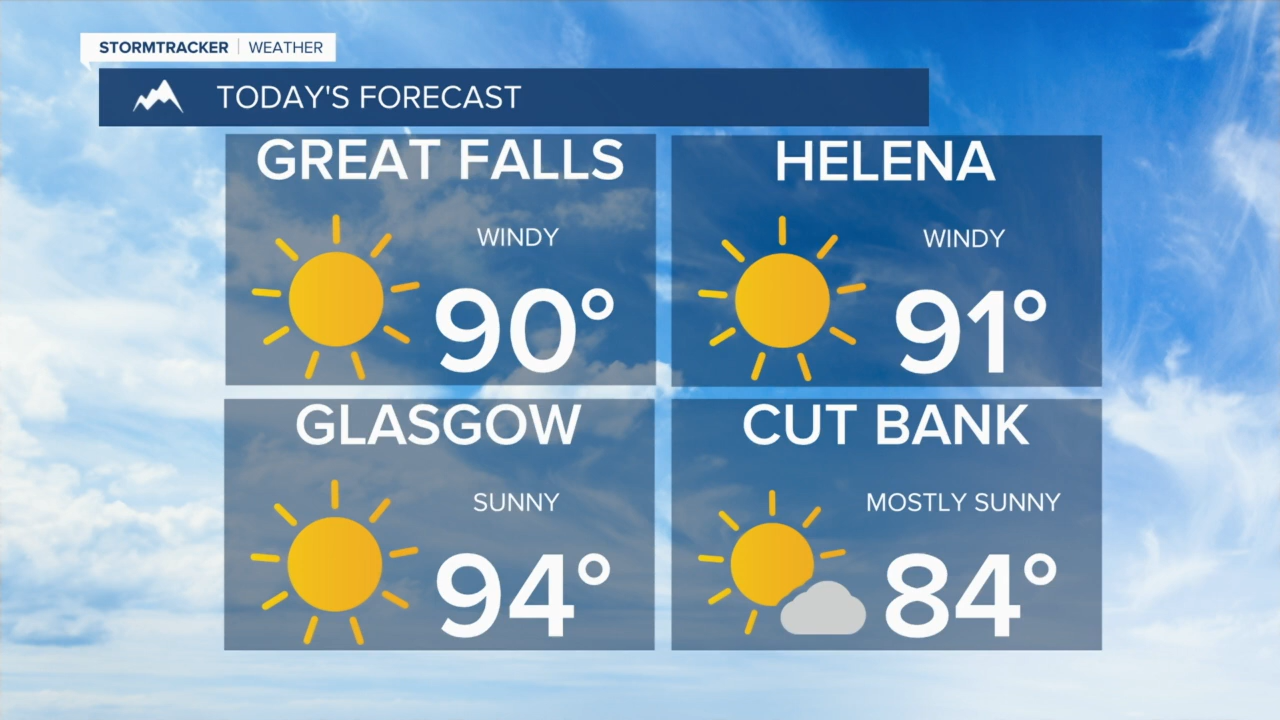 STORMTRACKER | WEATHER
TODAY'S FORECAST
GREAT FALLS
WINDY
90°
HELENA
WINDY
91°
GLASGOW
SUNNY
94°
CUT BANK
MOSTLY SUNNY
84°